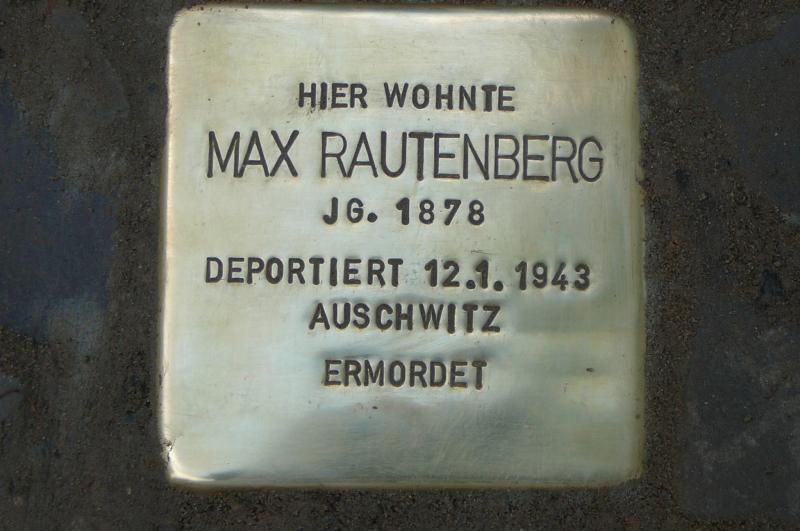 HIER WOHNTE
MAX RAUTENBERG
JG. 1878
DEPORTIERT 12.1.1943
AUSCHWITZ
ERMORDET